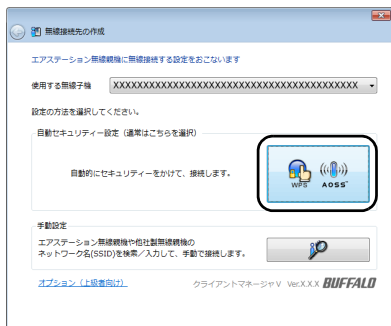 無線接続先の作成
エアステーション無線親機に無線接続する設定をおこないます
使用する無線子機 XXXXXXXXXXXXXXXXXXXXXXXXXXXXXXXXXXXXXXXXX
設定の方法を選択してください。
自動セキュリティー設定（通常はこちらを選択）
自動的にセキュリティーをかけて、接続します。
WPS AOSS™
手動設定
エアステーション無線親機や他社製無線親機の
ネットワーク名(SSID)を検索／入力して、手動で接続します。
オプション（上級者向け） クライアントマネージャV Ver.X.X.X BUFFALO